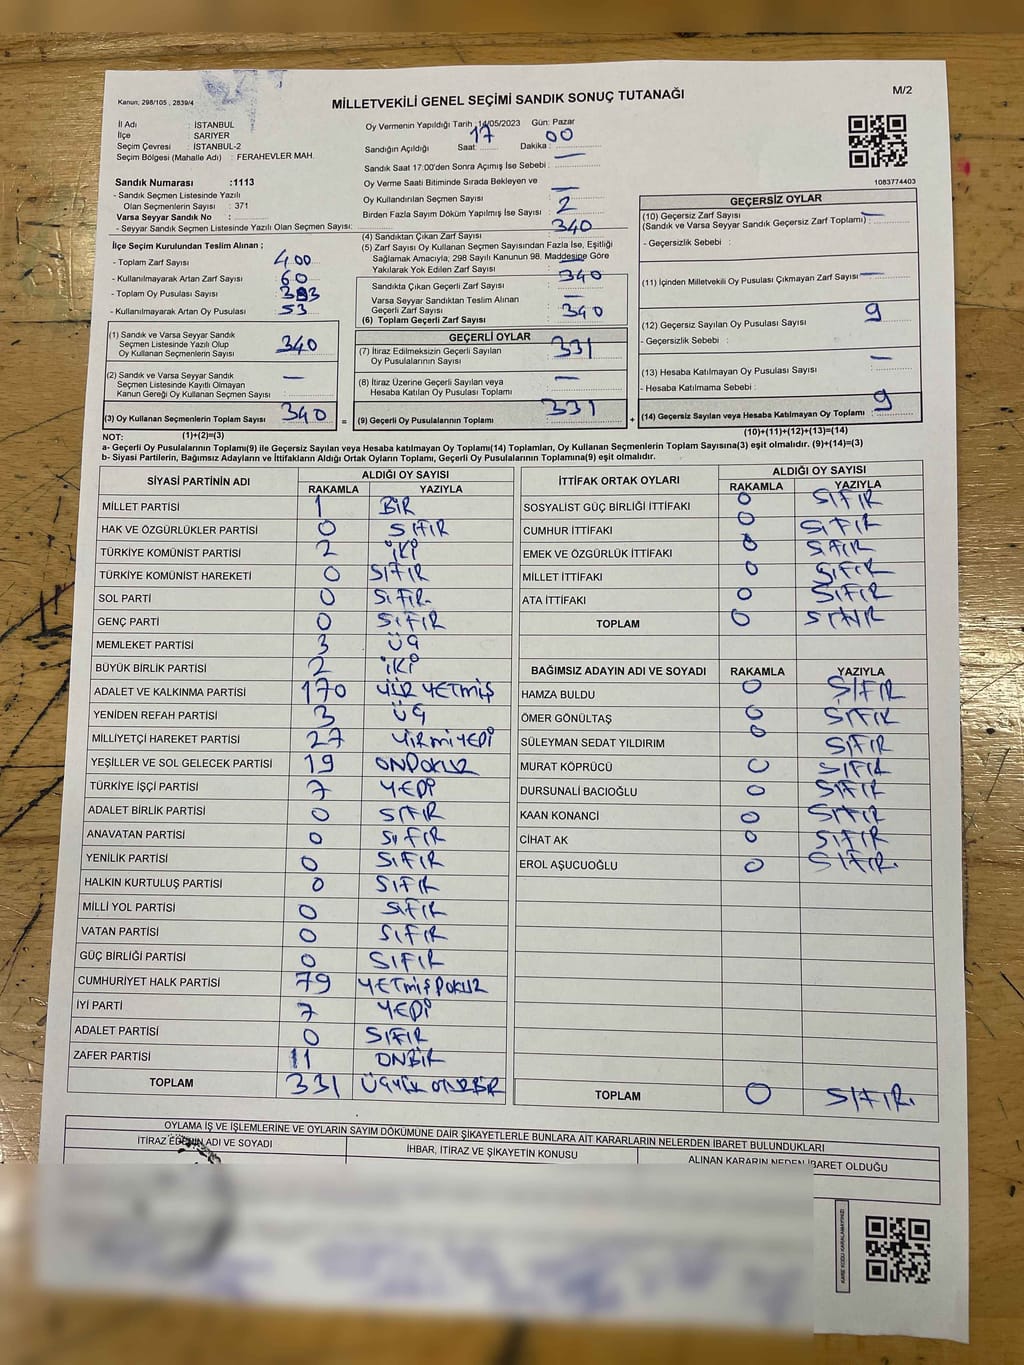 Kanun, 298/105 , 2839/4
MİLLETVEKİLİ GENEL SEÇİMİ SANDIK SONUÇ TUTANAĞI
M/2
İl Adı : İSTANBUL
İlçe : SARIYER
Seçim Çevresi : İSTANBUL-2
Seçim Bölgesi (Mahalle Adı) : FERAHEVLER MAH.
Sandık Numarası :1113
- Sandık Seçmen Listesinde Yazılı
Olan Seçmenlerin Sayısı : 371
Varsa Seyyar Sandık No :
- Seyyar Sandık Seçmen Listesinde Yazılı Olan Seçmen Sayısı:
Oy Vermenin Yapıldığı Tarih :14/05/2023 Gün: Pazar
Sandığın Açıldığı Saat: 17 Dakika : 00
Sandık Saat 17:00'den Sonra Açımış İse Sebebi : —
Oy Verme Saati Bitiminde Sırada Bekleyen ve
Oy Kullandırılan Seçmen Sayısı : —
Birden Fazla Sayım Döküm Yapılmış İse Sayısı : 2
1083774403
İlçe Seçim Kurulundan Teslim Alınan ;
- Toplam Zarf Sayısı : 400
- Kullanılmayarak Artan Zarf Sayısı : 60
- Toplam Oy Pusulası Sayısı : 393
- Kullanılmayarak Artan Oy Pusulası : 53
(1) Sandık ve Varsa Seyyar Sandık
Seçmen Listesinde Yazılı Olup
Oy Kullanan Seçmenlerin Sayısı : 340
(2) Sandık ve Varsa Seyyar Sandık
Seçmen Listesinde Kayıtlı Olmayan
Kanun Gereği Oy Kullanan Seçmen Sayısı : —
(3) Oy Kullanan Seçmenlerin Toplam Sayısı : 340 =
(1)+(2)=(3)
(4) Sandıktan Çıkan Zarf Sayısı : 340
(5) Zarf Sayısı Oy Kullanan Seçmen Sayısından Fazla İse, Eşitliği
Sağlamak Amacıyla, 298 Sayılı Kanunun 98. Maddesine Göre
Yakılarak Yok Edilen Zarf Sayısı : —
Sandıkta Çıkan Geçerli Zarf Sayısı : 340
Varsa Seyyar Sandıktan Teslim Alınan
Geçerli Zarf Sayısı : —
(6) Toplam Geçerli Zarf Sayısı : 340
GEÇERLİ OYLAR
(7) İtiraz Edilmeksizin Geçerli Sayılan
Oy Pusulalarının Sayısı : 331
(8) İtiraz Üzerine Geçerli Sayılan veya
Hesaba Katılan Oy Pusulası Toplamı : —
(9) Geçerli Oy Pusulalarının Toplamı : 331 +
GEÇERSİZ OYLAR
(10) Geçersiz Zarf Sayısı : —
(Sandık ve Varsa Seyyar Sandık Geçersiz Zarf Toplamı)
- Geçersizlik Sebebi :
(11) İçinden Milletvekili Oy Pusulası Çıkmayan Zarf Sayısı : —
(12) Geçersiz Sayılan Oy Pusulası Sayısı : 9
- Geçersizlik Sebebi :
(13) Hesaba Katılmayan Oy Pusulası Sayısı : —
- Hesaba Katılmama Sebebi :
(14) Geçersiz Sayılan veya Hesaba Katılmayan Oy Toplamı : 9
(10)+(11)+(12)+(13)=(14)
NOT:
a- Geçerli Oy Pusulalarının Toplamı(9) ile Geçersiz Sayılan veya Hesaba katılmayan Oy Toplamı(14) Toplamları, Oy Kullanan Seçmenlerin Toplam Sayısına(3) eşit olmalıdır. (9)+(14)=(3)
b- Siyasi Partilerin, Bağımsız Adayların ve İttifakların Aldığı Ortak Oyların Toplamı, Geçerli Oy Pusulalarının Toplamına(9) eşit olmalıdır.
SİYASİ PARTİNİN ADI ALDIĞI OY SAYISI
RAKAMLA YAZIYLA
MİLLET PARTİSİ 1 BİR
HAK VE ÖZGÜRLÜKLER PARTİSİ 0 SIFIR
TÜRKİYE KOMÜNİST PARTİSİ 2 İKİ
TÜRKİYE KOMÜNİST HAREKETİ 0 SIFIR
SOL PARTİ 0 SIFIR
GENÇ PARTİ 0 SIFIR
MEMLEKET PARTİSİ 3 ÜÇ
BÜYÜK BİRLİK PARTİSİ 2 İKİ
ADALET VE KALKINMA PARTİSİ 170 YÜZ YETMİŞ
YENİDEN REFAH PARTİSİ 3 ÜÇ
MİLLİYETÇİ HAREKET PARTİSİ 27 YİRMİYEDİ
YEŞİLLER VE SOL GELECEK PARTİSİ 19 ONDOKUZ
TÜRKİYE İŞÇİ PARTİSİ 7 YEDİ
ADALET BİRLİK PARTİSİ 0 SIFIR
ANAVATAN PARTİSİ 0 SIFIR
YENİLİK PARTİSİ 0 SIFIR
HALKIN KURTULUŞ PARTİSİ 0 SIFIR
MİLLİ YOL PARTİSİ 0 SIFIR
VATAN PARTİSİ 0 SIFIR
GÜÇ BİRLİĞİ PARTİSİ 0 SIFIR
CUMHURİYET HALK PARTİSİ 79 YETMİŞDOKUZ
İYİ PARTİ 7 YEDİ
ADALET PARTİSİ 0 SIFIR
ZAFER PARTİSİ 11 ONBİR
TOPLAM 331 ÜÇYÜZ OTUZBİR
İTTİFAK ORTAK OYLARI ALDIĞI OY SAYISI
RAKAMLA YAZIYLA
SOSYALİST GÜÇ BİRLİĞİ İTTİFAKI 0 SIFIR
CUMHUR İTTİFAKI 0 SIFIR
EMEK VE ÖZGÜRLÜK İTTİFAKI 0 SIFIR
MİLLET İTTİFAKI 0 SIFIR
ATA İTTİFAKI 0 SIFIR
TOPLAM 0 SIFIR
BAĞIMSIZ ADAYIN ADI VE SOYADI RAKAMLA YAZIYLA
HAMZA BULDU 0 SIFIR
ÖMER GÖNÜLTAŞ 0 SIFIR
SÜLEYMAN SEDAT YILDIRIM 0 SIFIR
MURAT KÖPRÜCÜ 0 SIFIR
DURSUNALİ BACIOĞLU 0 SIFIR
KAAN KONANCİ 0 SIFIR
CİHAT AK 0 SIFIR
EROL AŞUCUOĞLU 0 SIFIR.
TOPLAM 0 SIFIR.
OYLAMA İŞ VE İŞLEMLERİNE VE OYLARIN SAYIM DÖKÜMÜNE DAİR ŞİKAYETLERLE BUNLARA AİT KARARLARIN NELERDEN İBARET BULUNDUKLARI
İTİRAZ EDENİN ADI VE SOYADI İHBAR, İTİRAZ VE ŞİKAYETİN KONUSU ALINAN KARARIN NEDEN İBARET OLDUĞU
KARE KODU KARALAMAYINIZ!